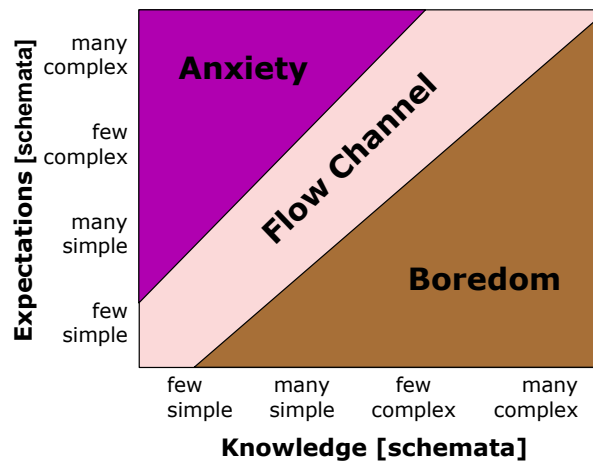 Expectations [schemata]
many
complex
few
complex
many
simple
few
simple
Anxiety
Flow Channel
Boredom
few
simple
many
simple
few
complex
many
complex
Knowledge [schemata]